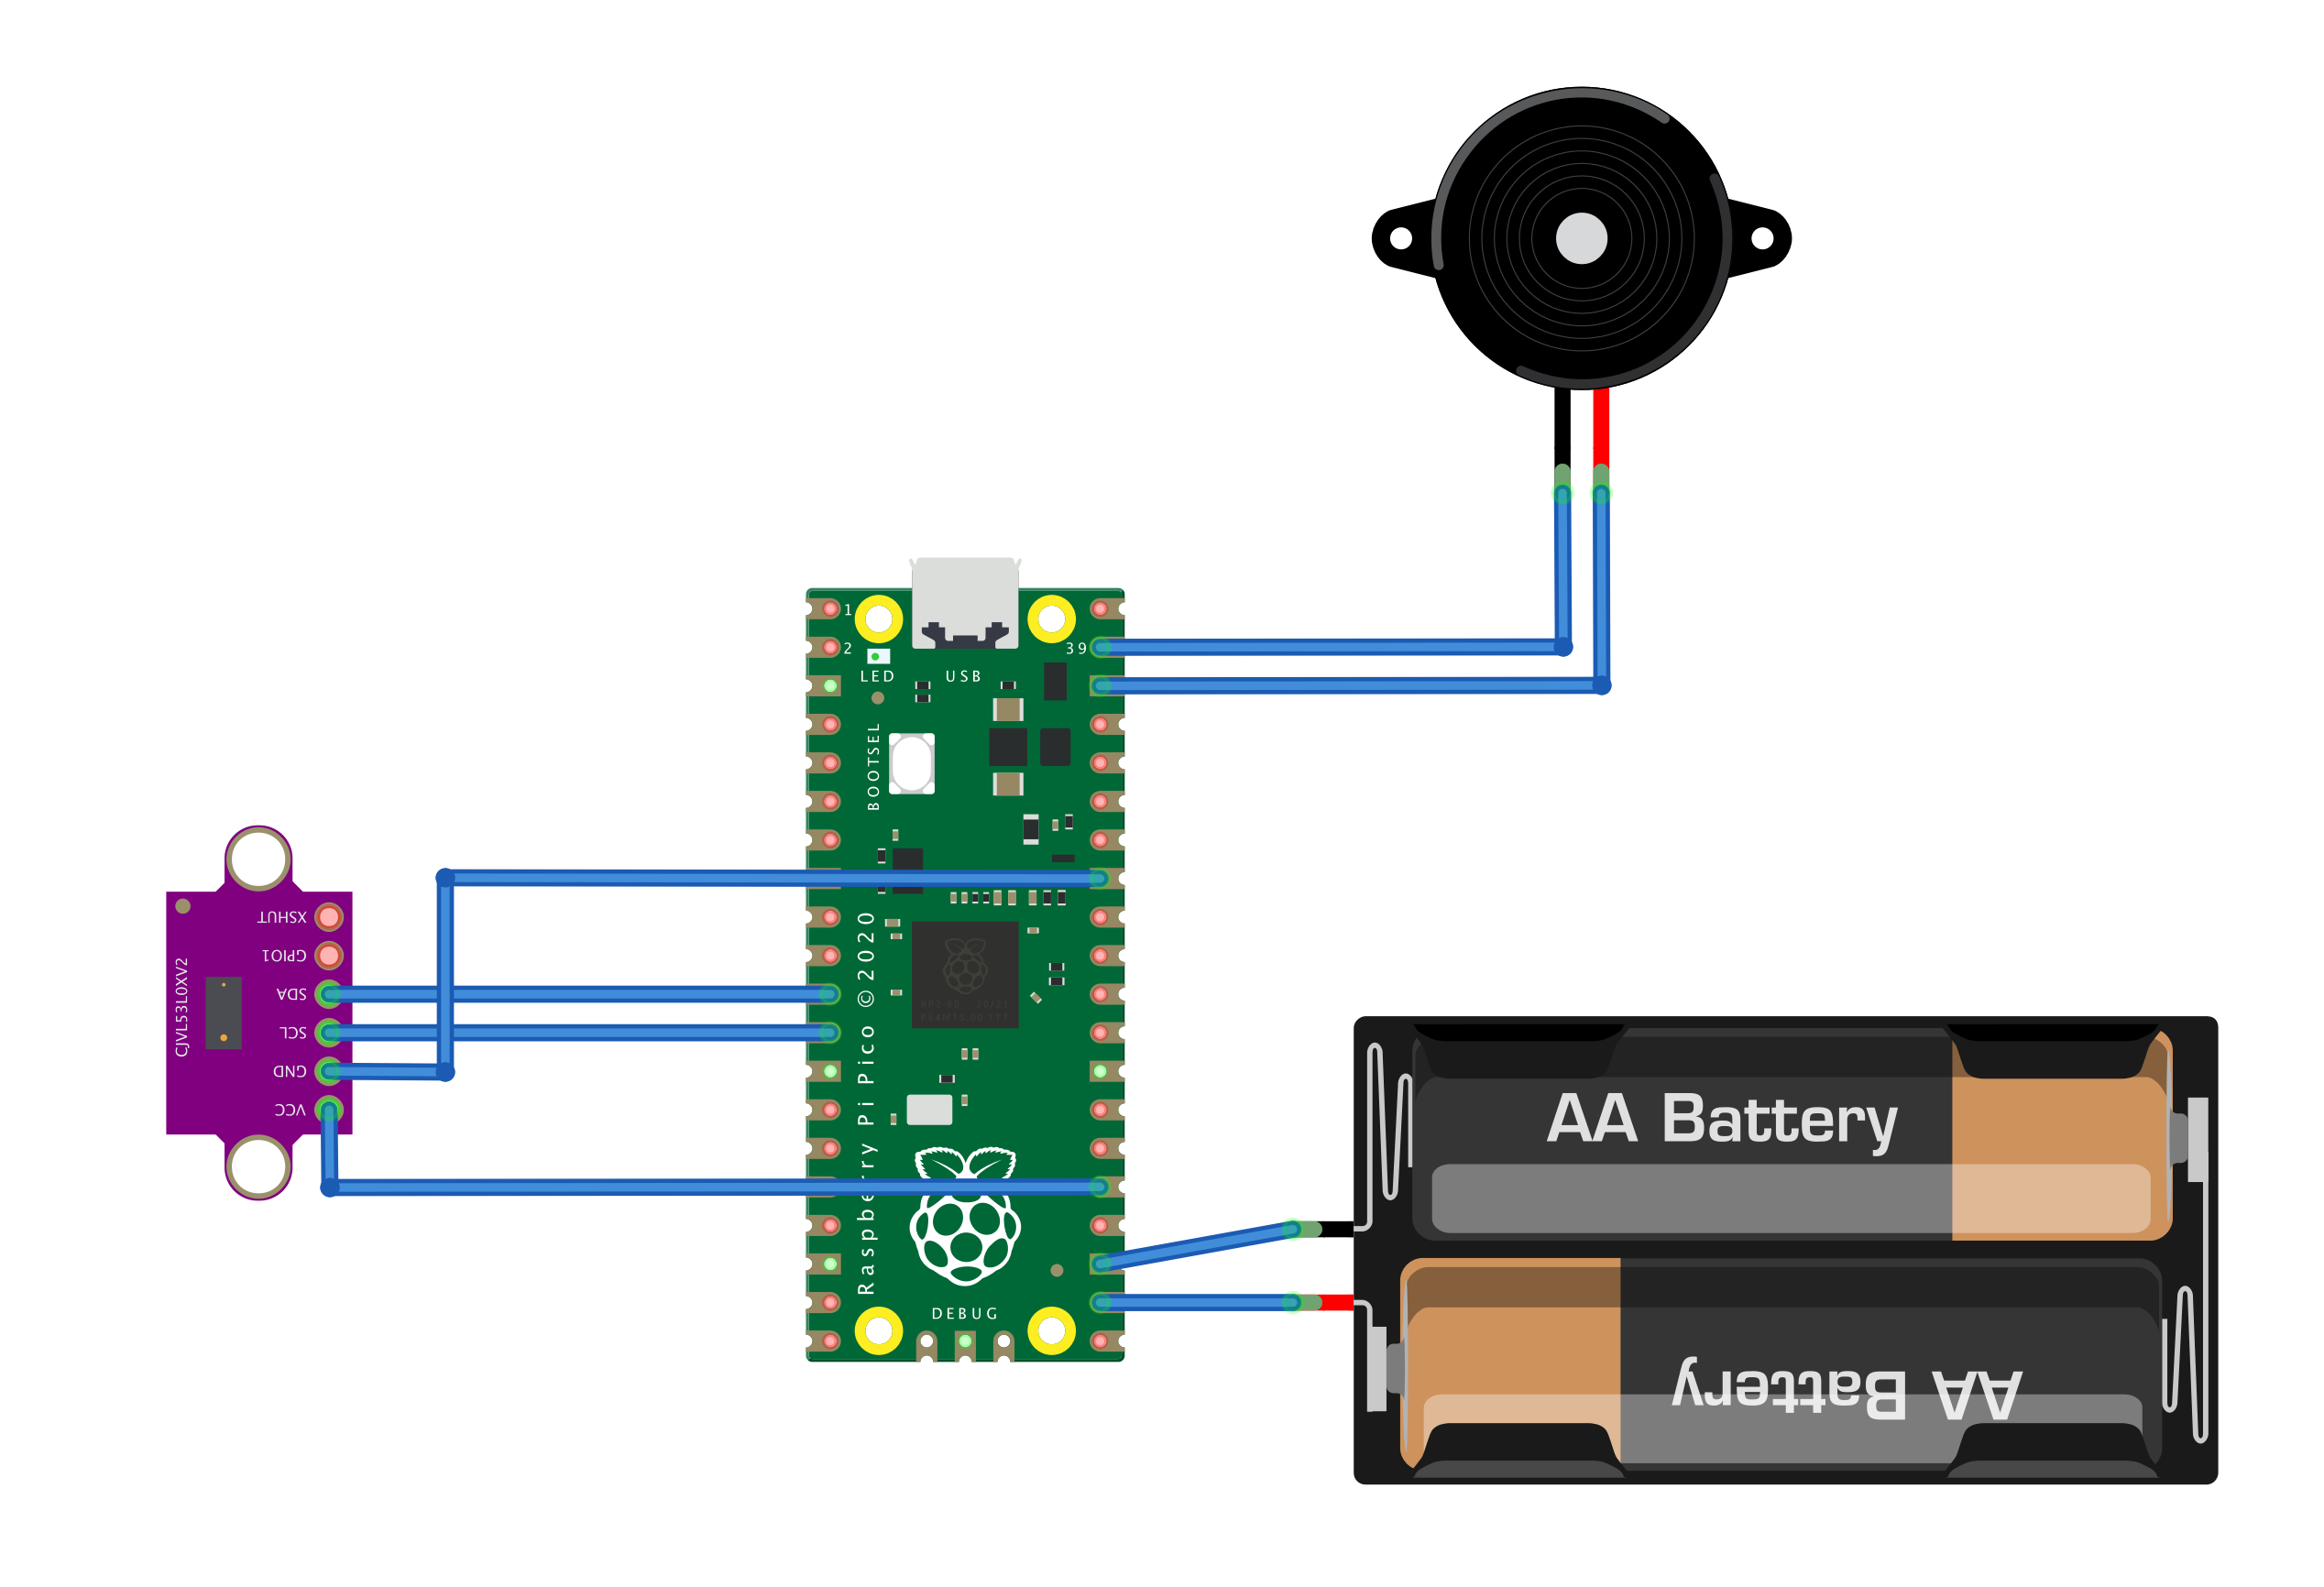 1
2
39
LED
USB
BOOTSEL
Raspberry Pi Pico ©2020
DEBUG
XSHUT
GPIO1
SDA
SCL
GND
VCC
CJVL53L0XV2
AA Battery
AA Battery